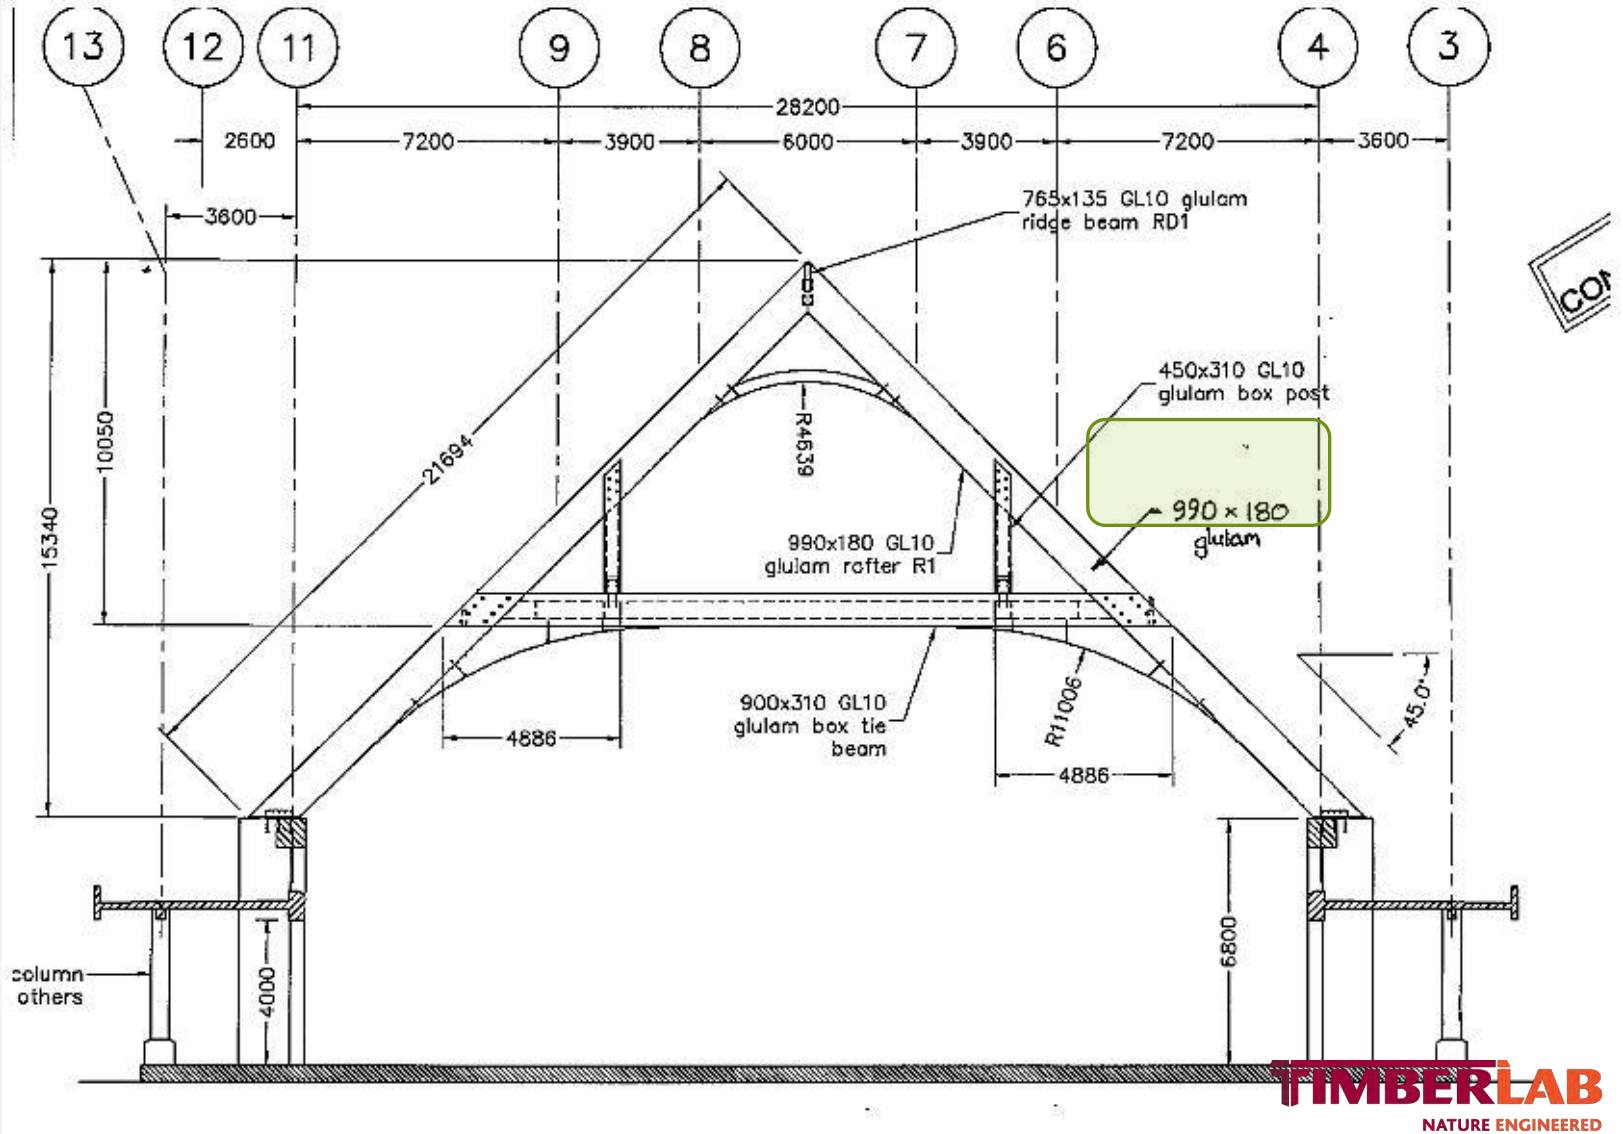 13
12
11
9
8
7
6
4
3
28200
2600
7200
3900
6000
3900
7200
3600
3600
765x135 GL10 glulam
ridge beam RD1
450x310 GL10
glulam box post
R4639
21694
10050
15340
990 x 180
glulam
990x180 GL10
glulam rafter R1
900x310 GL10
glulam box tie
beam
R11006
45.0°
4886
4886
6800
4000
column
others
TIMBERLAB
NATURE ENGINEERED